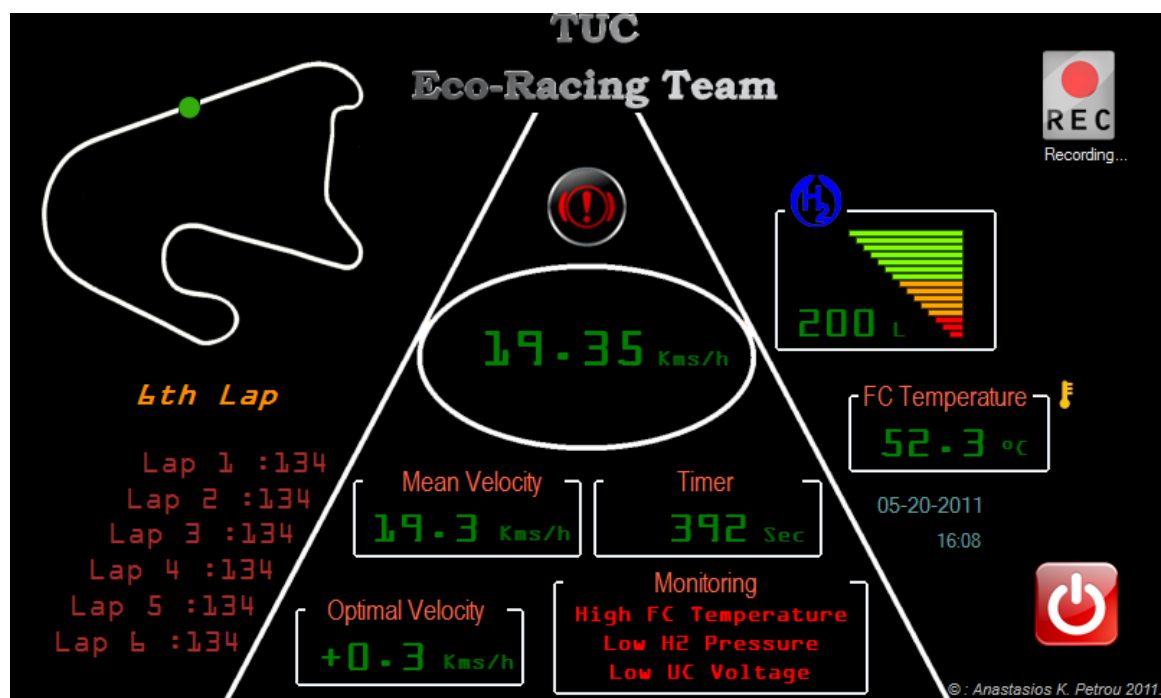 TUC
Eco-Racing Team
REC
Recording...
H2
19.35 Kms/h
200 L
6th Lap
FC Temperature
52.3 ºC
Lap 1 :134
Lap 2 :134
Lap 3 :134
Lap 4 :134
Lap 5 :134
Lap 6 :134
Mean Velocity
19.3 Kms/h
Timer
392 Sec
05-20-2011
16:08
Optimal Velocity
+0.3 Kms/h
Monitoring
High FC Temperature
Low H2 Pressure
Low UC Voltage
© : Anastasios K. Petrou 2011